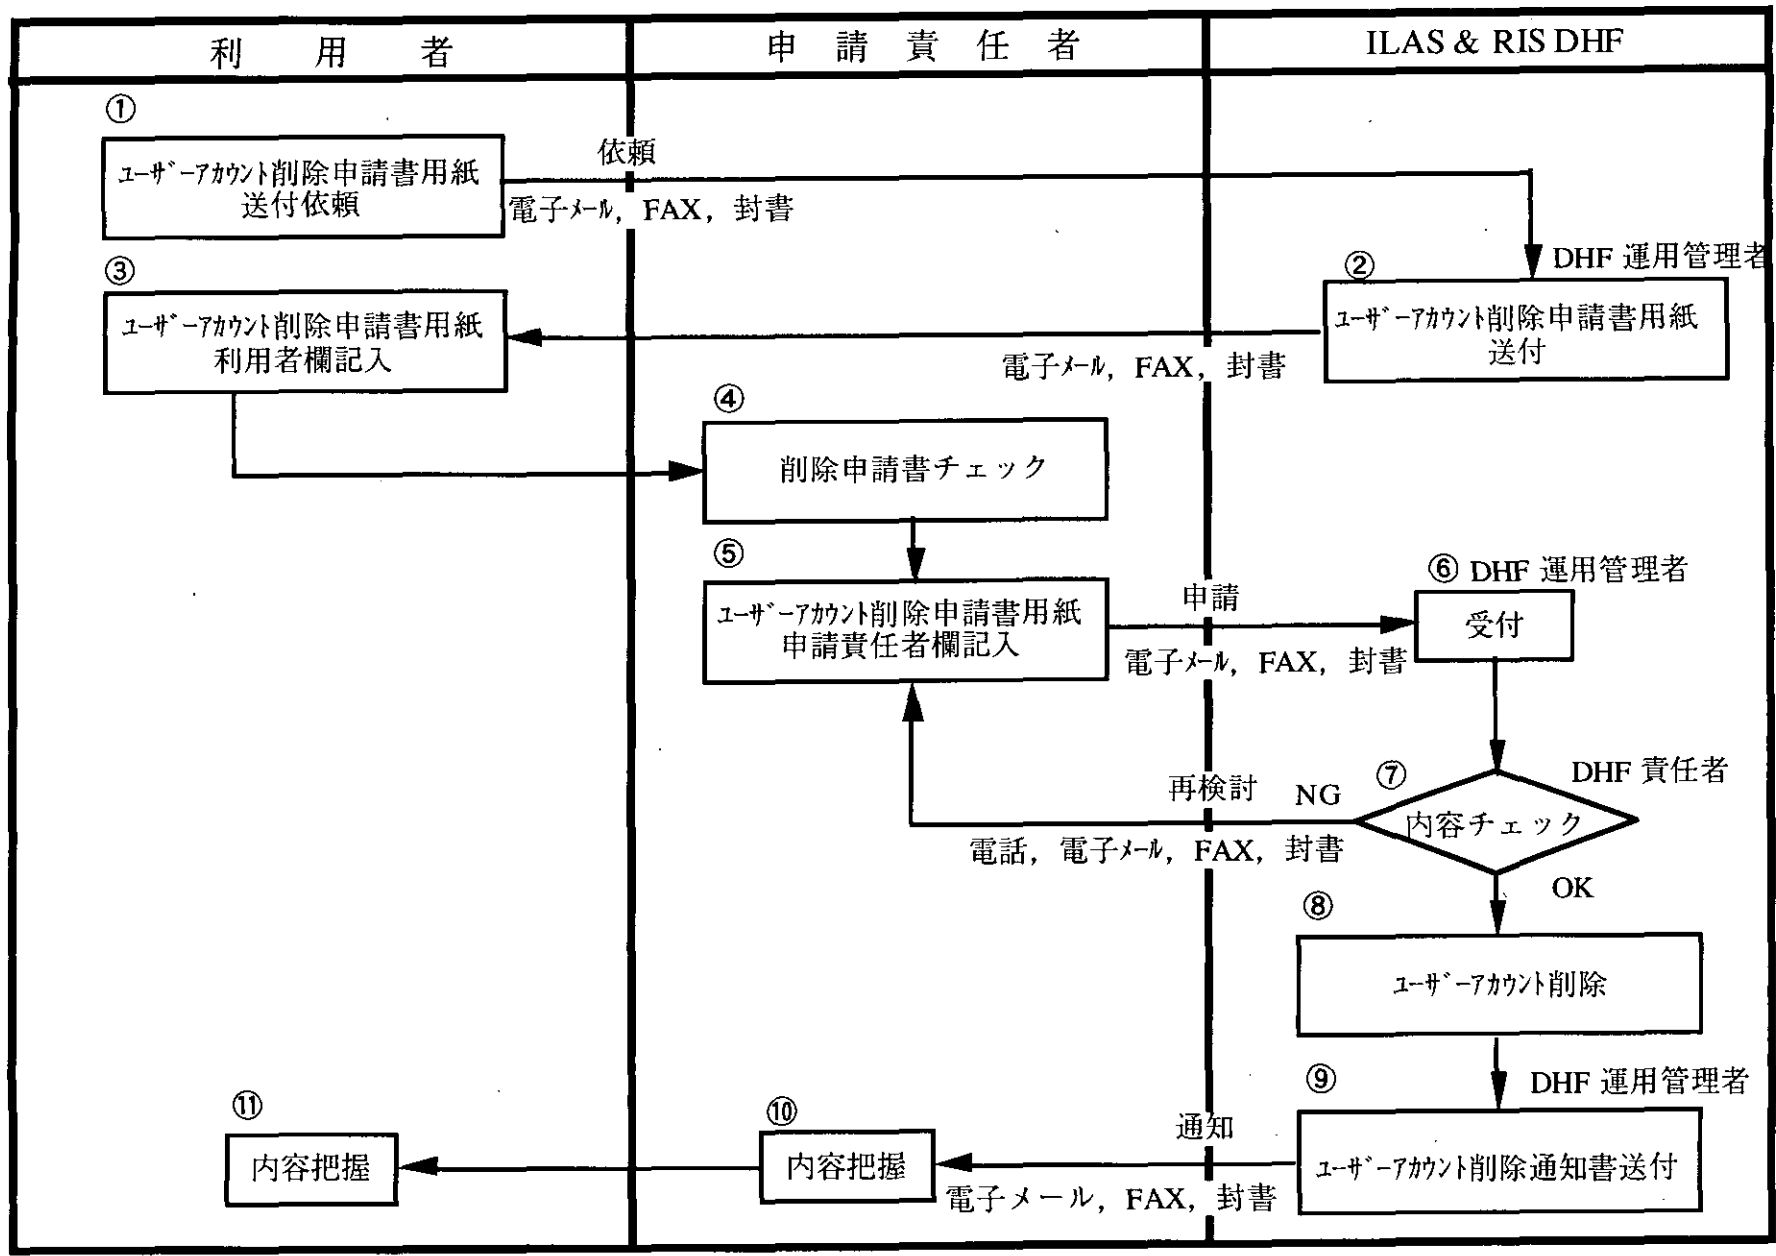 利用者
申請責任者
ILAS & RIS DHF
①
ユーザーアカウント削除申請書用紙
送付依頼
依頼
電子メール, FAX, 封書
DHF 運用管理者
②
ユーザーアカウント削除申請書用紙
送付
電子メール, FAX, 封書
③
ユーザーアカウント削除申請書用紙
利用者欄記入
④
削除申請書チェック
⑤
ユーザーアカウント削除申請書用紙
申請責任者欄記入
申請
電子メール, FAX, 封書
⑥ DHF 運用管理者
受付
⑦
DHF 責任者
内容チェック
再検討 NG
電話, 電子メール, FAX, 封書
OK
⑧
ユーザーアカウント削除
⑨
DHF 運用管理者
ユーザーアカウント削除通知書送付
通知
電子メール, FAX, 封書
⑩
内容把握
⑪
内容把握